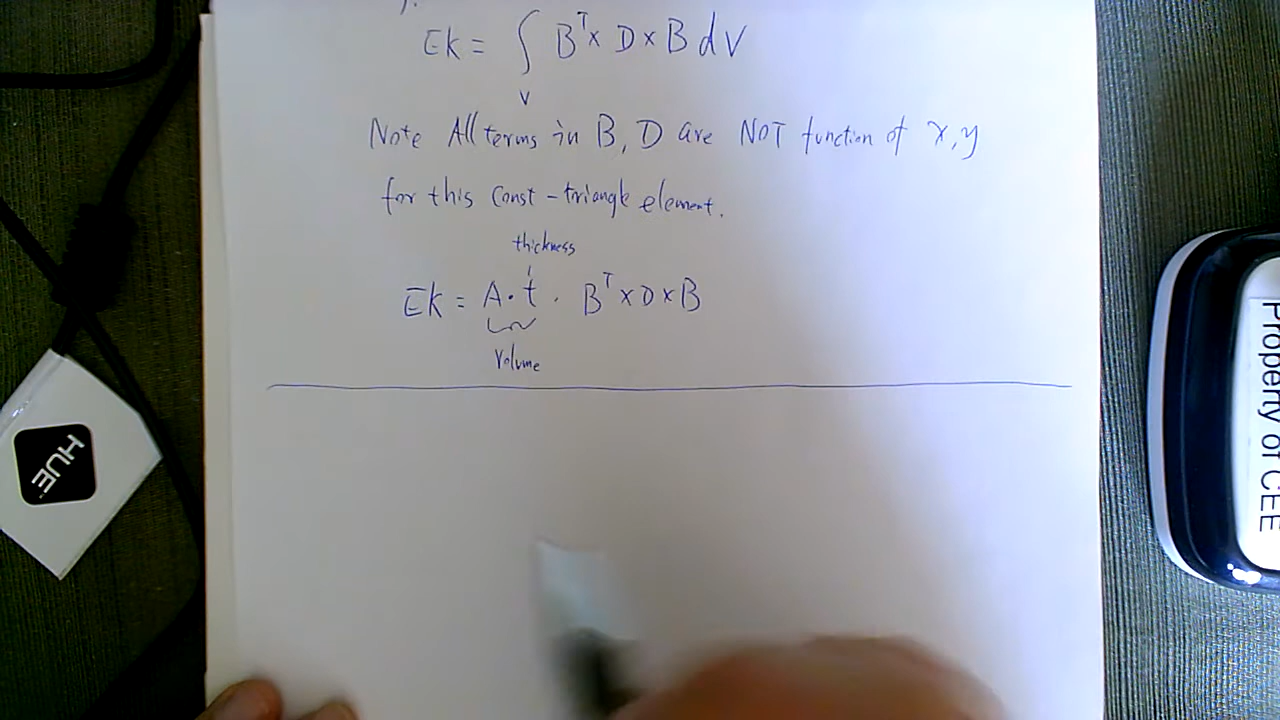 ).
Ek = ∫ Bᵀ× D × B dV
V
Note All terms in B, D are NOT function of x, y
for this Const - triangle element.
thickness
Ek = A · t · Bᵀ × D × B
Volume
HUE
Property of CEE